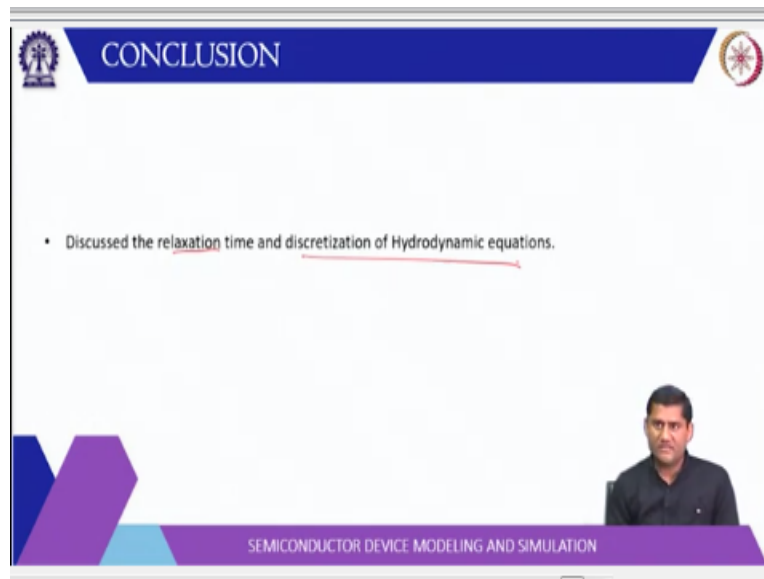 CONCLUSION
• Discussed the relaxation time and discretization of Hydrodynamic equations.
SEMICONDUCTOR DEVICE MODELING AND SIMULATION